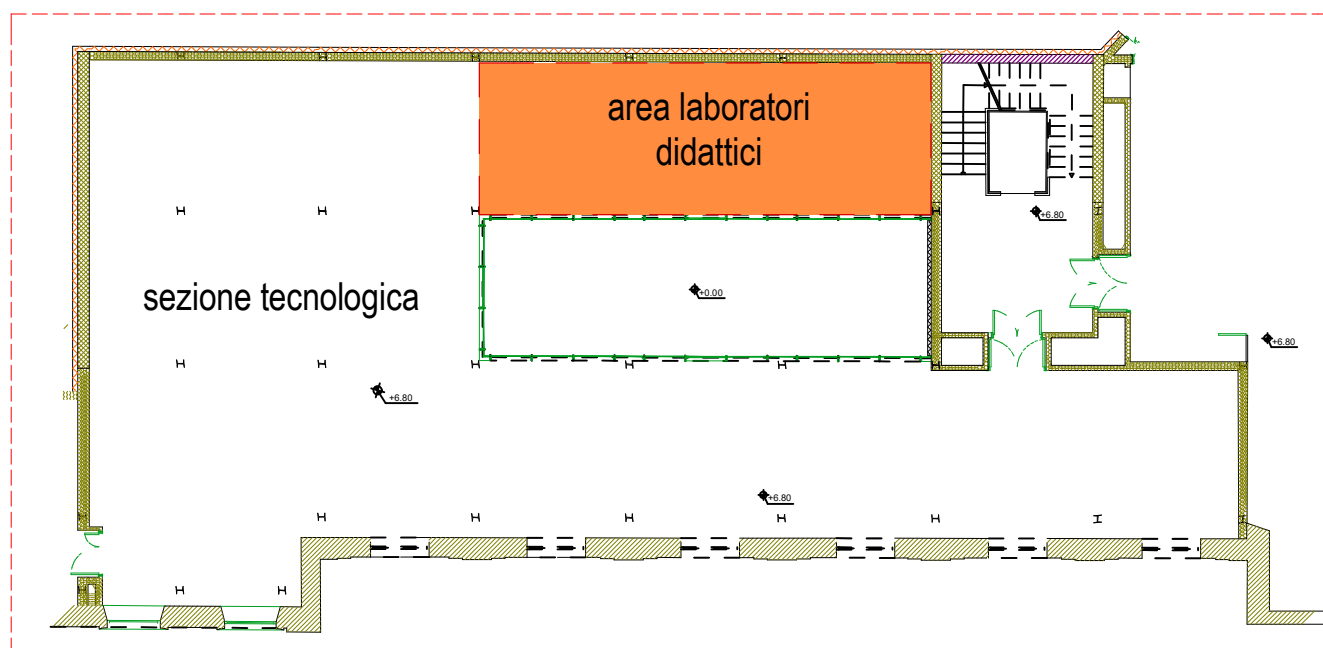 area laboratori
didattici
+6.80
sezione tecnologica
+0.00
+6.80
+6.80
+6.80